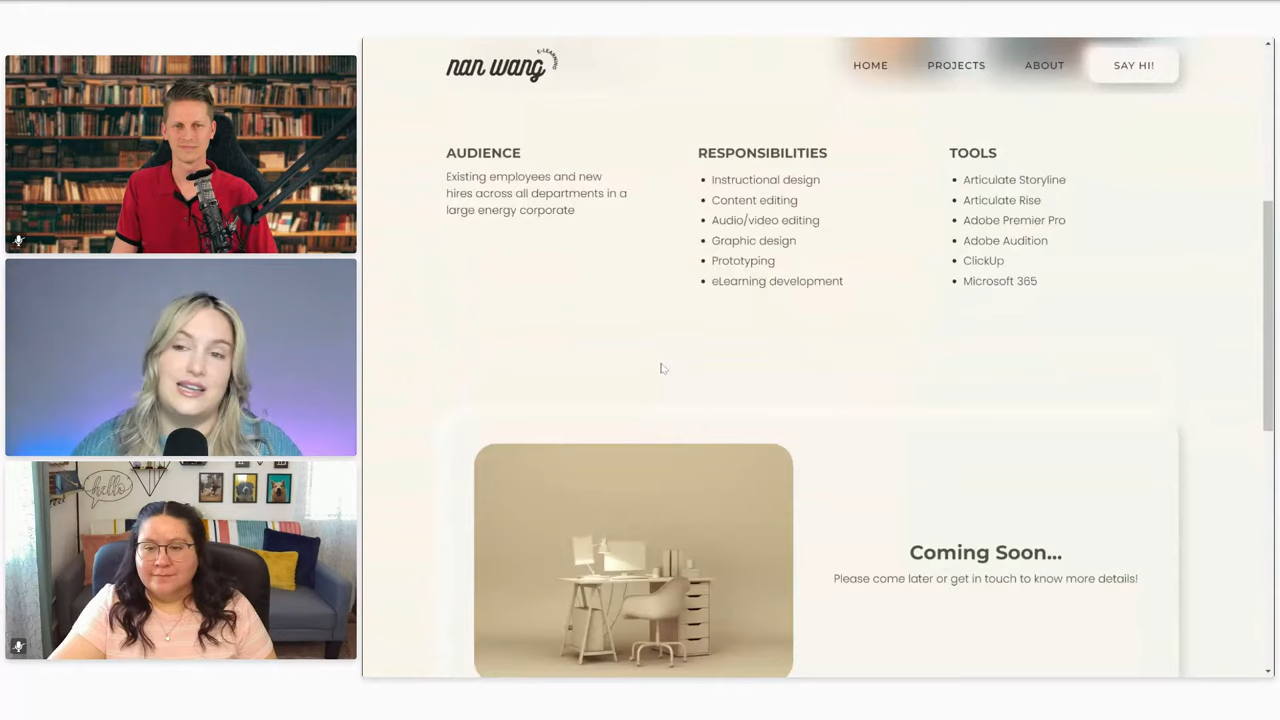 hello
nan wang
E-LEARNING
HOME
PROJECTS
ABOUT
SAY HI!
AUDIENCE
Existing employees and new
hires across all departments in a
large energy corporate
RESPONSIBILITIES
Instructional design
Content editing
Audio/video editing
Graphic design
Prototyping
eLearning development
TOOLS
Articulate Storyline
Articulate Rise
Adobe Premier Pro
Adobe Audition
ClickUp
Microsoft 365
Coming Soon...
Please come later or get in touch to know more details!